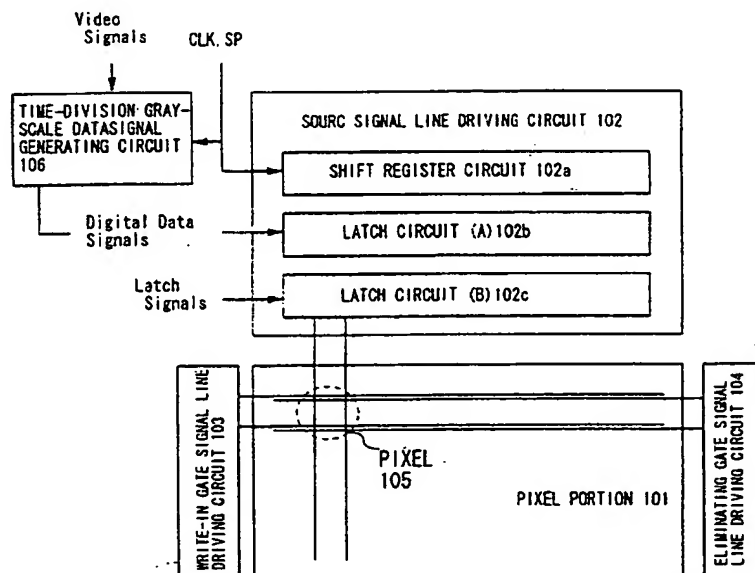 Video
Signals
CLK.SP
TIME-DIVISION GRAY-
SCALE DATASIGNAL
GENERATING CIRCUIT
106
SOURC SIGNAL LINE DRIVING CIRCUIT 102
SHIFT REGISTER CIRCUIT 102a
Digital Data
Signals
LATCH CIRCUIT (A)102b
Latch
Signals
LATCH CIRCUIT (B)102c
WRITE-IN GATE SIGNAL LINE
DRIVING CIRCUIT 103
PIXEL
105
PIXEL PORTION 101
ELIMINATING GATE SIGNAL
LINE DRIVING CIRCUIT 104